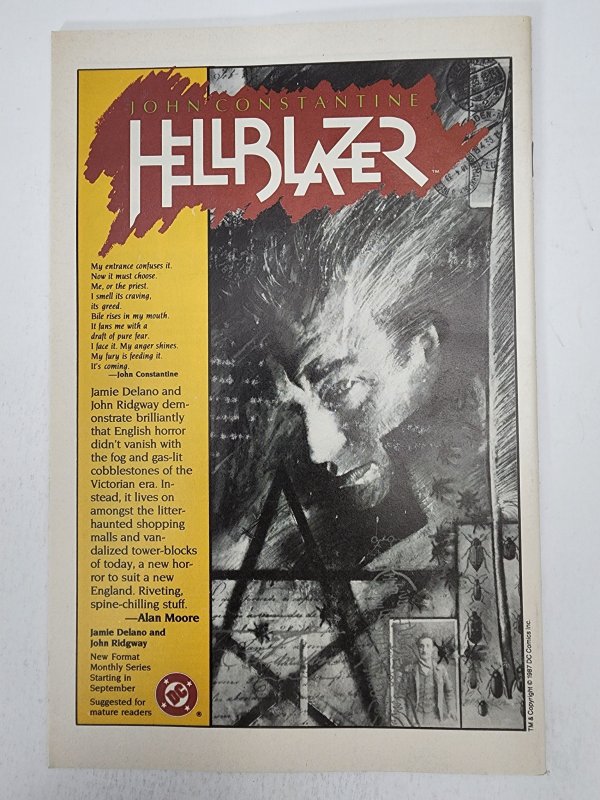 JOHN CONSTANTINE
HELLBLAZER™
My entrance confuses it.
Now it must choose.
Me, or the priest.
I smell its craving,
its greed.
Bile rises in my mouth.
It fans me with a
draft of pure fear.
I face it. My anger shines.
My fury is feeding it.
It's coming.
—John Constantine
Jamie Delano and
John Ridgway dem-
onstrate brilliantly
that English horror
didn't vanish with
the fog and gas-lit
cobblestones of the
Victorian era. In-
stead, it lives on
amongst the litter-
haunted shopping
malls and van-
dalized tower-blocks
of today, a new hor-
ror to suit a new
England. Riveting,
spine-chilling stuff.
—Alan Moore
Jamie Delano and
John Ridgway
New Format
Monthly Series
Starting in
September
Suggested for
mature readers
DC
®
TM & Copyright © 1987 DC Comics Inc.